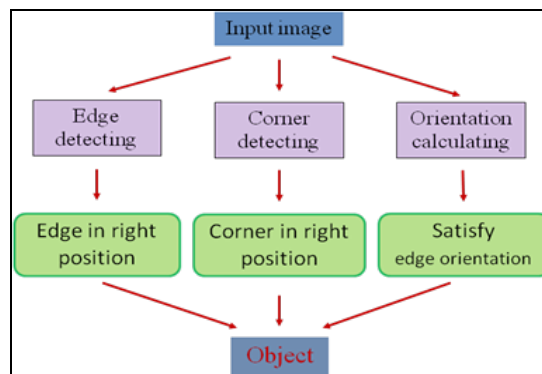 Input image
Edge
detecting
Corner
detecting
Orientation
calculating
Edge in right
position
Corner in right
position
Satisfy
edge orientation
Object